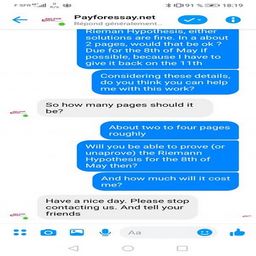 91 %
18:19
Payforessay.net
Répond généralement...
Rieman Hypothesis, either
solutions are fine. In a about
2 pages, would that be ok ?
Due for the 8th of May if
possible, because I have to
give it back on the 11th
Considering these details,
do you think you can help
me with this work?
So how many pages should it
be?
About two to four pages
roughly
Will you be able to prove (or
unaprove) the Riemann
Hypothesis for the 8th of
May then?
And how much will it cost
me?
Have a nice day. Please stop
contacting us. And tell your
friends
Aa